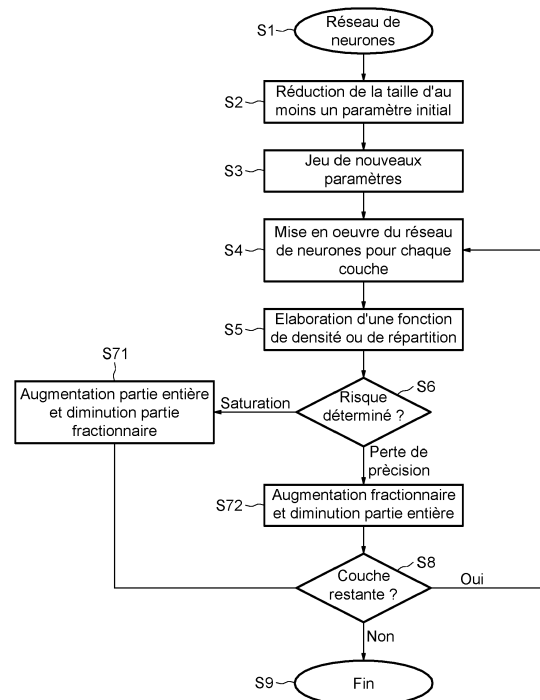 S1
Réseau de
neurones
S2
Réduction de la taille d'au
moins un paramètre initial
S3
Jeu de nouveaux
paramètres
S4
Mise en oeuvre du réseau
de neurones pour chaque
couche
S5
Elaboration d'une fonction
de densité ou de répartition
S71
Augmentation partie entière
et diminution partie
fractionnaire
Saturation
S6
Risque
déterminé ?
Perte de
prècision
S72
Augmentation fractionnaire
et diminution partie entière
S8
Couche
restante ?
Oui
Non
S9
Fin